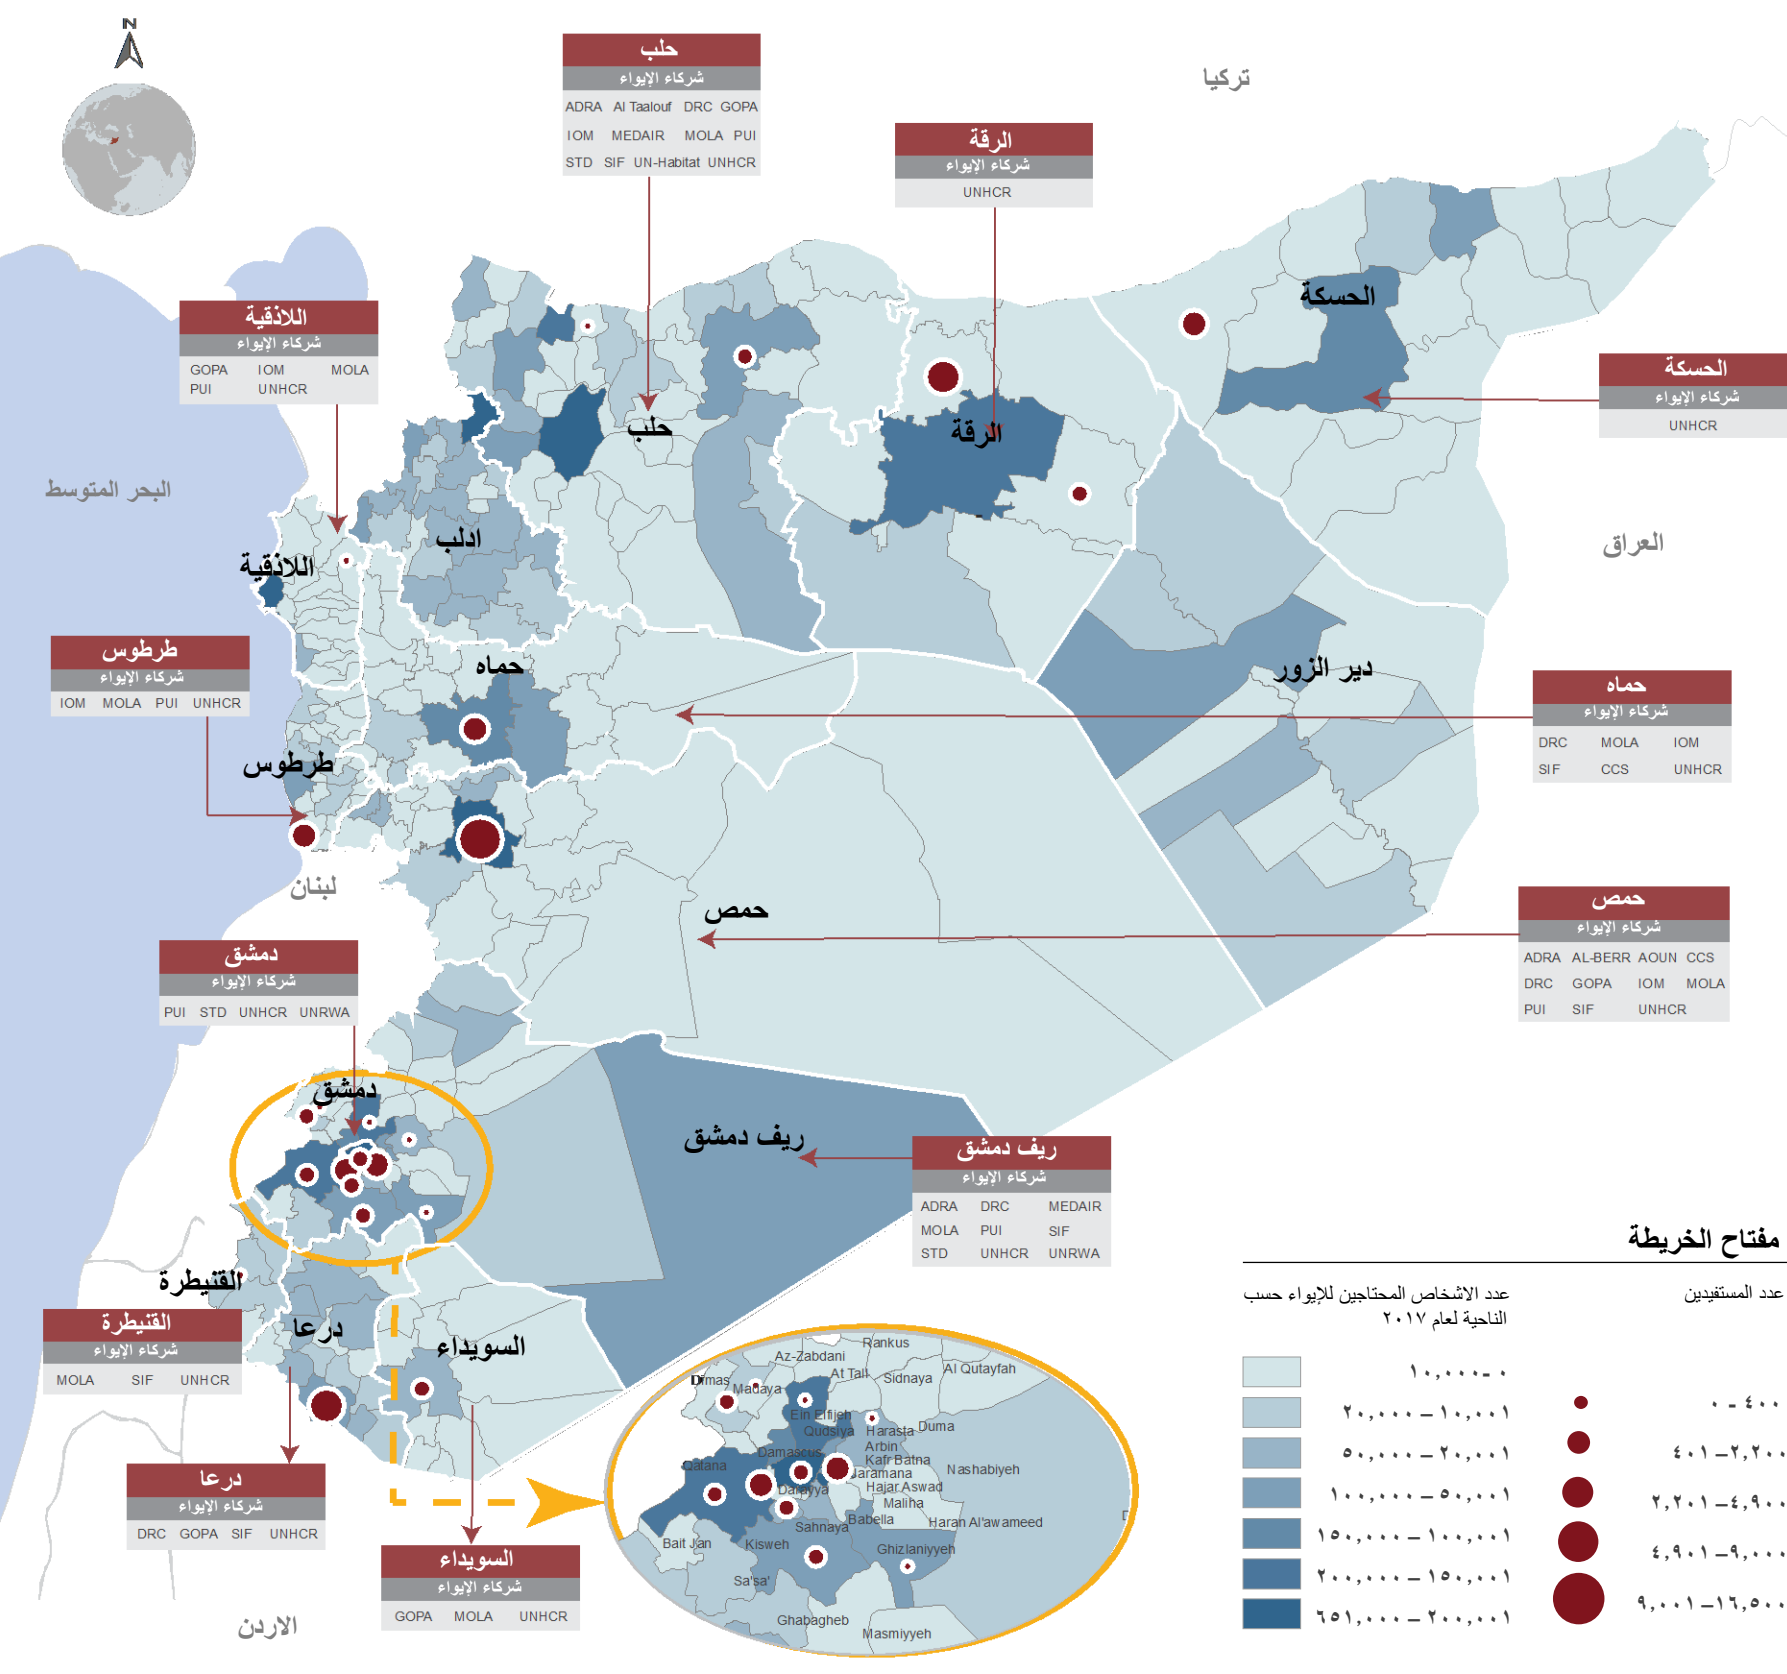 N
تركيا
العراق
البحر المتوسط
لبنان
الاردن
حلب
شركاء الإيواء
ADRA Al Taalouf DRC GOPA
IOM MEDAIR MOLA PUI
STD SIF UN-Habitat UNHCR
الرقة
شركاء الإيواء
UNHCR
اللاذقية
شركاء الإيواء
GOPA IOM MOLA
PUI UNHCR
الحسكة
شركاء الإيواء
UNHCR
طرطوس
شركاء الإيواء
IOM MOLA PUI UNHCR
حماه
شركاء الإيواء
DRC MOLA IOM
SIF CCS UNHCR
حمص
شركاء الإيواء
ADRA AL-BERR AOUN CCS
DRC GOPA IOM MOLA
PUI SIF UNHCR
دمشق
شركاء الإيواء
PUI STD UNHCR UNRWA
ريف دمشق
شركاء الإيواء
ADRA DRC MEDAIR
MOLA PUI SIF
STD UNHCR UNRWA
القنيطرة
شركاء الإيواء
MOLA SIF UNHCR
درعا
شركاء الإيواء
DRC GOPA SIF UNHCR
السويداء
شركاء الإيواء
GOPA MOLA UNHCR
الحسكة
حلب
الرقة
ادلب
اللاذقية
حماه
دير الزور
طرطوس
حمص
دمشق
ريف دمشق
القنيطرة
درعا
السويداء
Rankus
Az-Zabdani
At Tall
Al Qutayfah
Sidnaya
Dimas
Madaya
Ein Elfijeh
Qudsiya
Harasta
Duma
Arbin
Damascus
Kafr Batna
Qatana
Jaramana
Nashabiyeh
Hajar Aswad
Darayya
Maliha
Babella
Haran Al'awameed
Sahnaya
Bait Jan
Kisweh
Ghizlaniyyeh
Sa'sa'
Ghabagheb
Masmiyyeh
مفتاح الخريطة
عدد الاشخاص المحتاجين للإيواء حسب
الناحية لعام ٢٠١٧
٠ - ١٠,٠٠٠
١٠,٠٠١ – ٢٠,٠٠٠
٢٠,٠٠١ – ٥٠,٠٠٠
٥٠,٠٠١ – ١٠٠,٠٠٠
١٠٠,٠٠١ – ١٥٠,٠٠٠
١٥٠,٠٠١ – ٢٠٠,٠٠٠
٢٠٠,٠٠١ – ٦٥١,٠٠٠
عدد المستفيدين
٠ - ٤٠٠
٤٠١ –٢,٢٠٠
٢,٢٠١ –٤,٩٠٠
٤,٩٠١ –٩,٠٠٠
٩,٠٠١ –١٦,٥٠٠